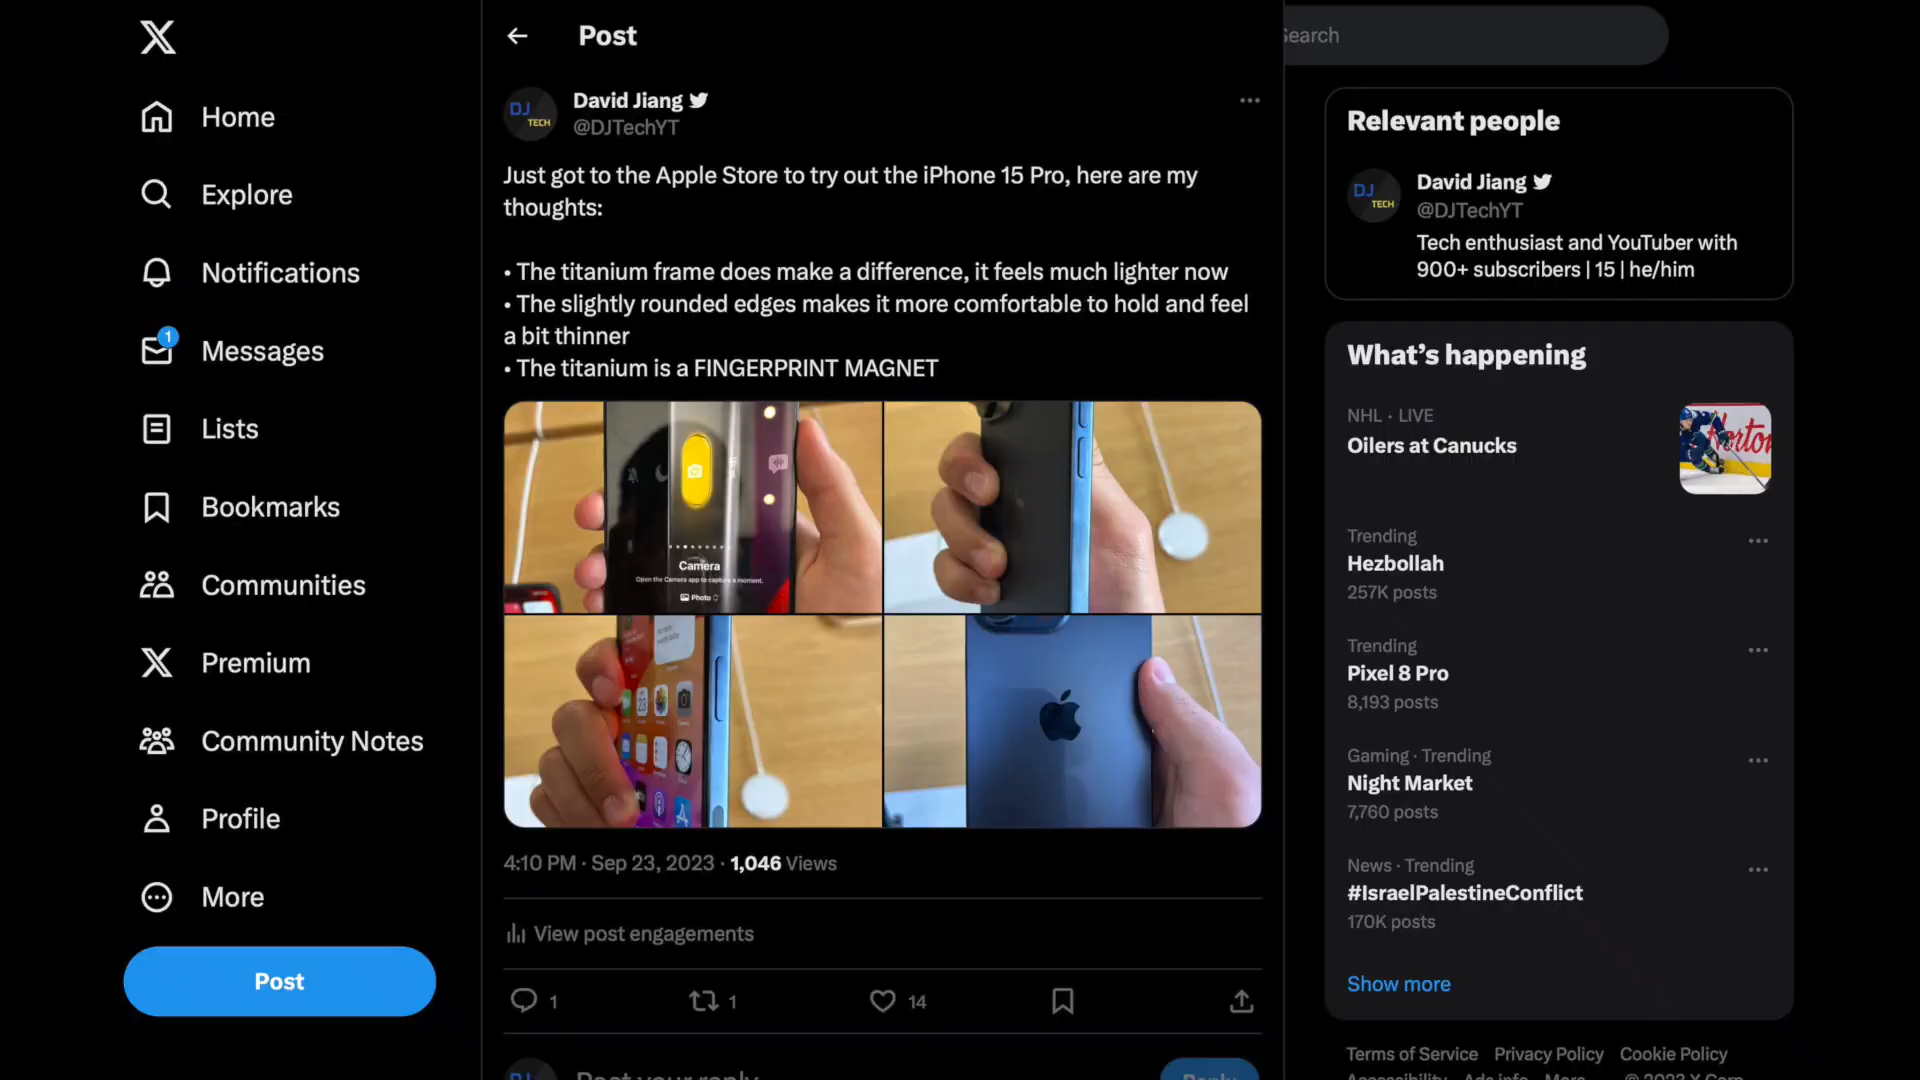 Post
Search
Home
Explore
Notifications
1
Messages
Lists
Bookmarks
Communities
Premium
Community Notes
Profile
More
Post
DJ
TECH
David Jiang
@DJTechYT
Just got to the Apple Store to try out the iPhone 15 Pro, here are my
thoughts:
• The titanium frame does make a difference, it feels much lighter now
• The slightly rounded edges makes it more comfortable to hold and feel
a bit thinner
• The titanium is a FINGERPRINT MAGNET
Camera
Open the Camera app to capture a moment.
Photo
4:10 PM · Sep 23, 2023 · 1,046 Views
View post engagements
1
1
14
DJ
Post your reply
Reply
Relevant people
DJ
TECH
David Jiang
@DJTechYT
Tech enthusiast and YouTuber with
900+ subscribers | 15 | he/him
What's happening
NHL · LIVE
Oilers at Canucks
Trending
Hezbollah
257K posts
Trending
Pixel 8 Pro
8,193 posts
Gaming · Trending
Night Market
7,760 posts
News · Trending
#IsraelPalestineConflict
170K posts
Show more
Terms of Service Privacy Policy Cookie Policy
Accessibility Ads info More © 2023 X Corp.